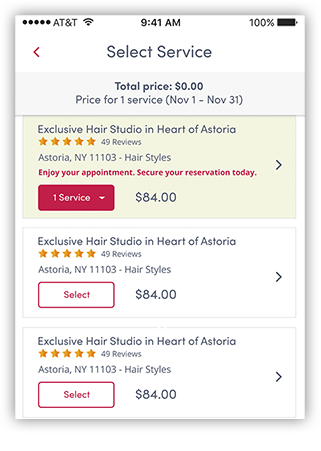 AT&T 9:41 AM 100%
Select Service
Total price: $0.00
Price for 1 service (Nov 1 - Nov 31)
Exclusive Hair Studio in Heart of Astoria
49 Reviews
Astoria, NY 11103 - Hair Styles
Enjoy your appointment. Secure your reservation today.
1 Service $84.00
Exclusive Hair Studio in Heart of Astoria
49 Reviews
Astoria, NY 11103 - Hair Styles
Select $84.00
Exclusive Hair Studio in Heart of Astoria
49 Reviews
Astoria, NY 11103 - Hair Styles
Select $84.00